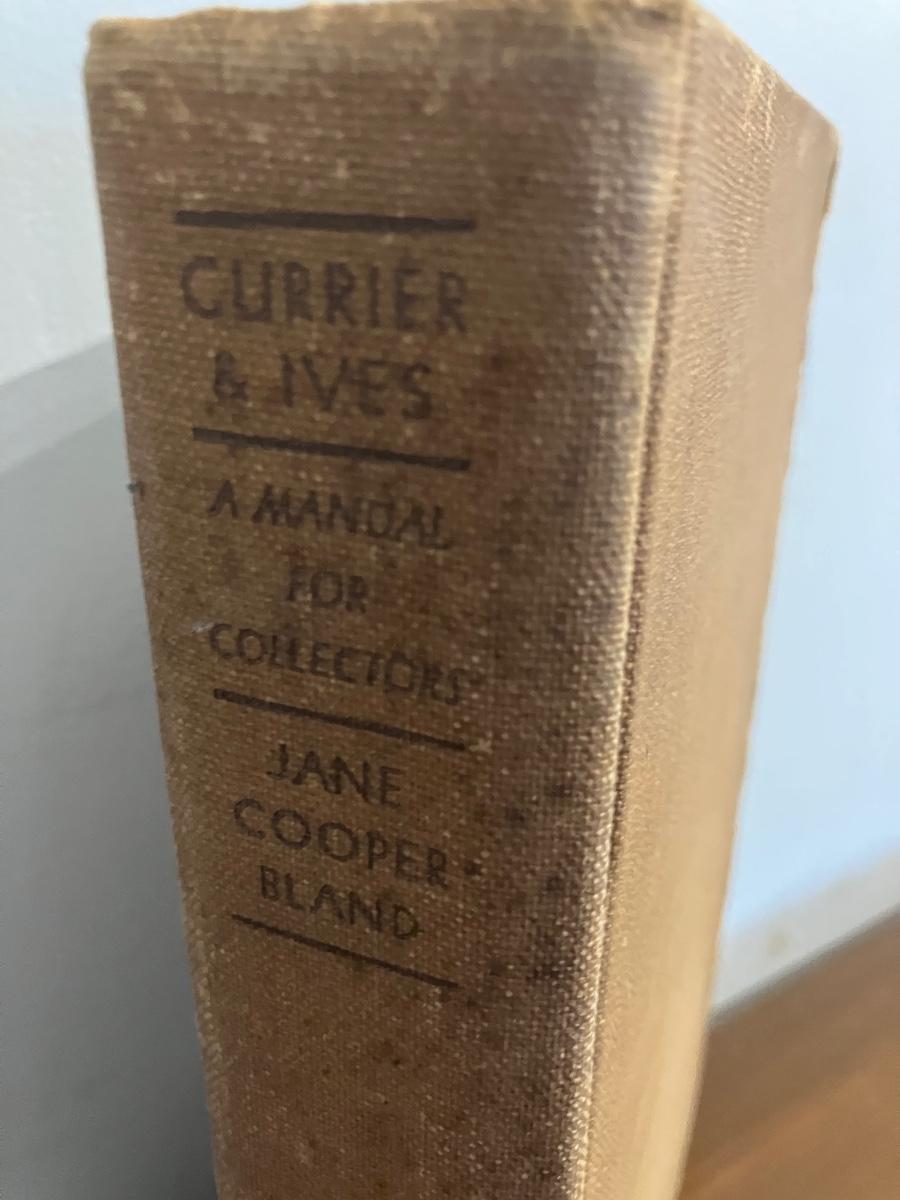 CURRIER
& IVES
A MANUAL
FOR
COLLECTORS
JANE
COOPER
BLAND